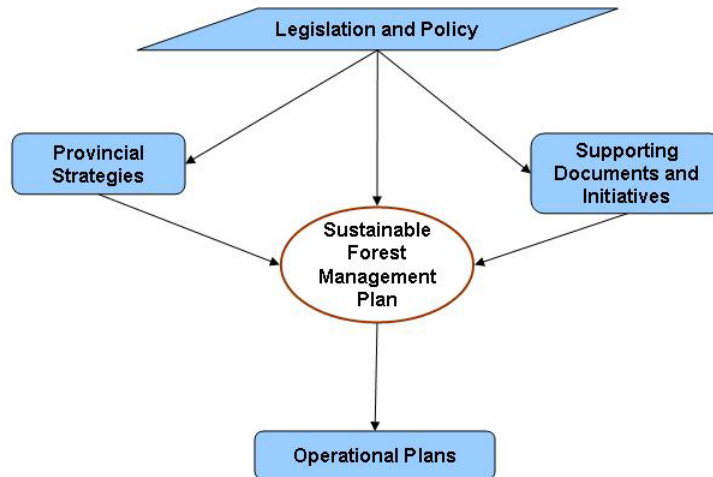 Legislation and Policy
Provincial
Strategies
Supporting
Documents and
Initiatives
Sustainable
Forest
Management
Plan
Operational Plans